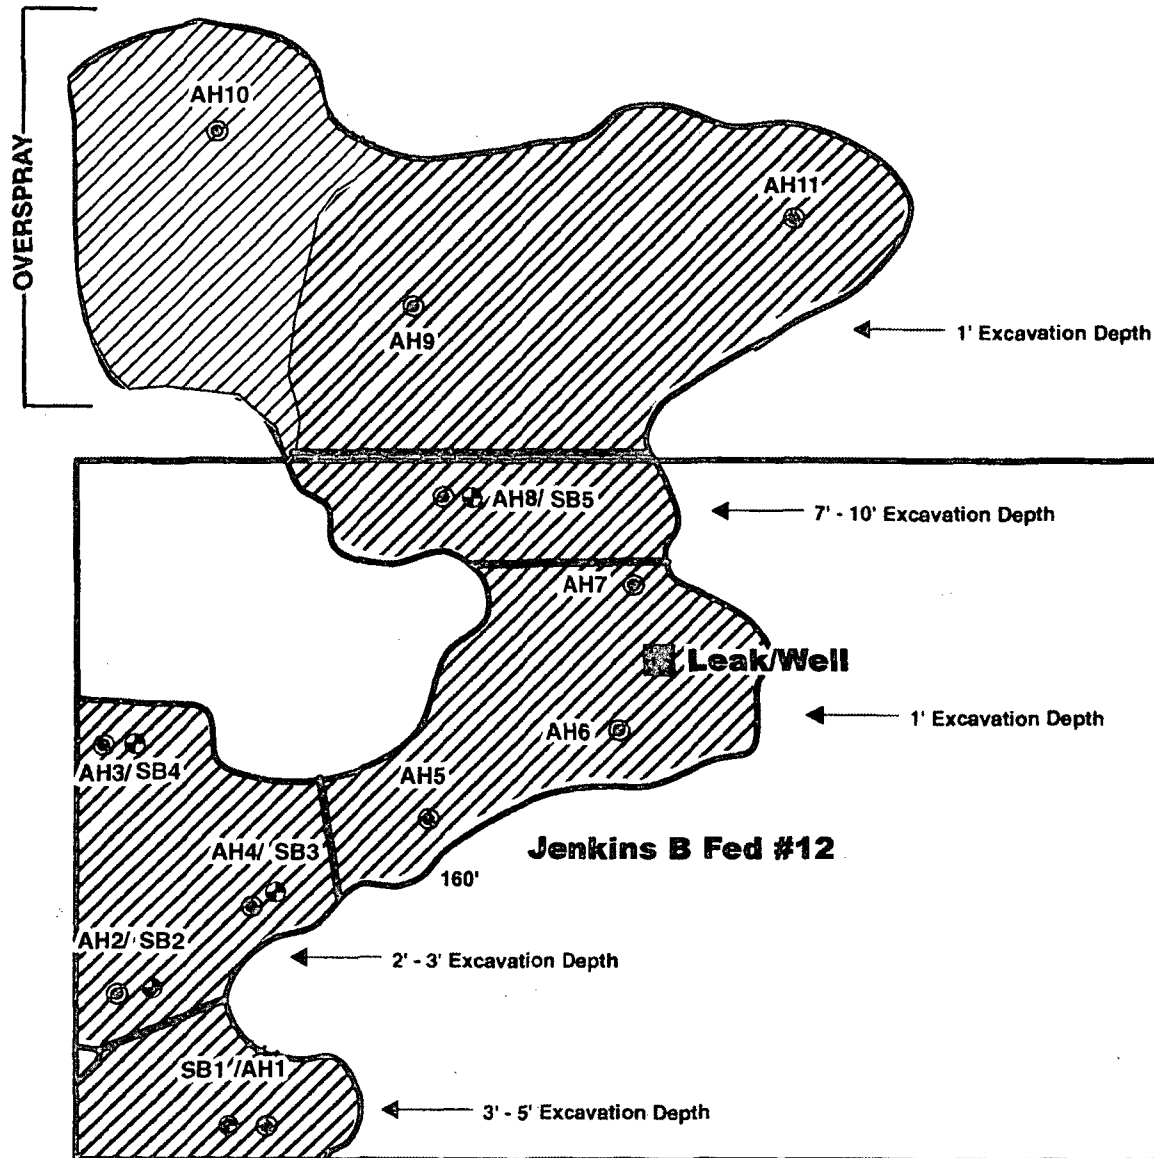 AH10
OVERSPRAY
AH11
AH9
1' Excavation Depth
AH8/ SB5
7' - 10' Excavation Depth
AH7
Leak/Well
AH6
1' Excavation Depth
AH3/ SB4
AH5
AH4/ SB3
Jenkins B Fed #12
160'
AH2/ SB2
2' - 3' Excavation Depth
SB1 /AH1
3' - 5' Excavation Depth